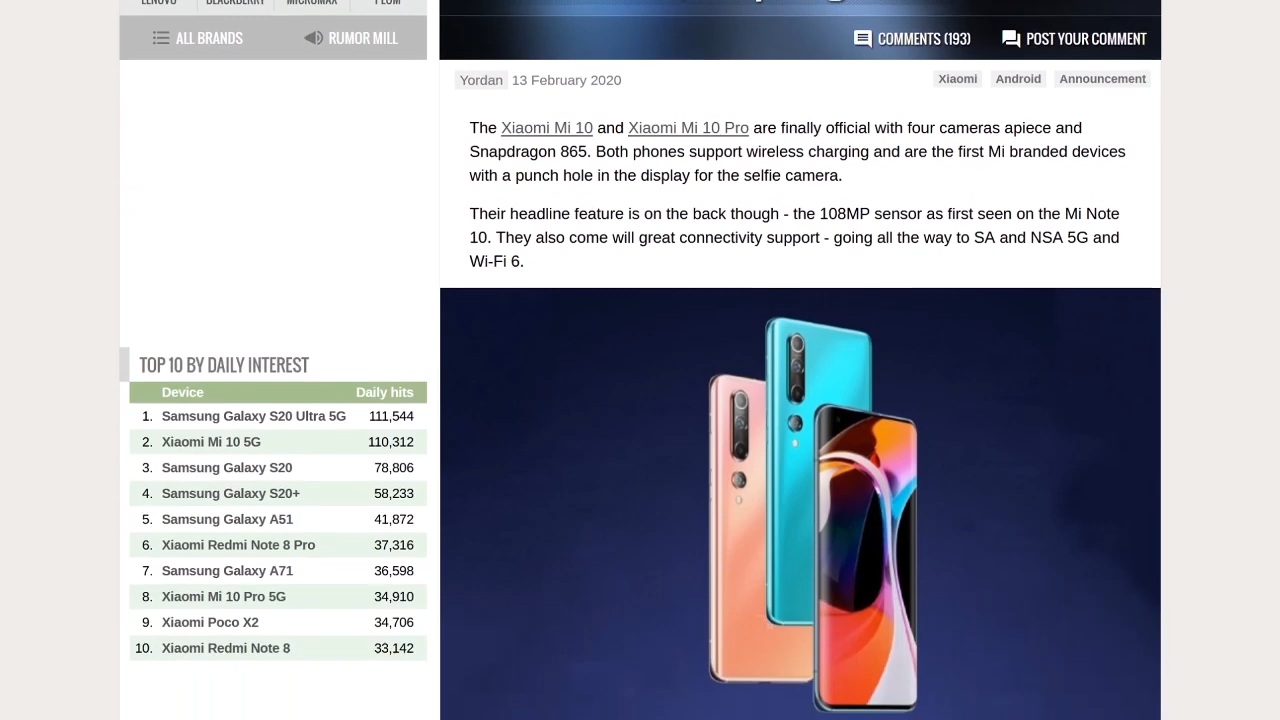 LENOVO BLACKBERRY MICROMAX PLUM
ALL BRANDS RUMOR MILL
COMMENTS (193) POST YOUR COMMENT
Yordan 13 February 2020
Xiaomi Android Announcement
The Xiaomi Mi 10 and Xiaomi Mi 10 Pro are finally official with four cameras apiece and
Snapdragon 865. Both phones support wireless charging and are the first Mi branded devices
with a punch hole in the display for the selfie camera.
Their headline feature is on the back though - the 108MP sensor as first seen on the Mi Note
10. They also come will great connectivity support - going all the way to SA and NSA 5G and
Wi-Fi 6.
TOP 10 BY DAILY INTEREST
Device Daily hits
1. Samsung Galaxy S20 Ultra 5G 111,544
2. Xiaomi Mi 10 5G 110,312
3. Samsung Galaxy S20 78,806
4. Samsung Galaxy S20+ 58,233
5. Samsung Galaxy A51 41,872
6. Xiaomi Redmi Note 8 Pro 37,316
7. Samsung Galaxy A71 36,598
8. Xiaomi Mi 10 Pro 5G 34,910
9. Xiaomi Poco X2 34,706
10. Xiaomi Redmi Note 8 33,142